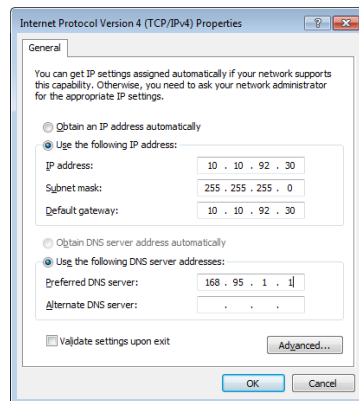 Internet Protocol Version 4 (TCP/IPv4) Properties
General
You can get IP settings assigned automatically if your network supports
this capability. Otherwise, you need to ask your network administrator
for the appropriate IP settings.
Obtain an IP address automatically
Use the following IP address:
IP address: 10 . 10 . 92 . 30
Subnet mask: 255 . 255 . 255 . 0
Default gateway: 10 . 10 . 92 . 30
Obtain DNS server address automatically
Use the following DNS server addresses:
Preferred DNS server: 168 . 95 . 1 . 1
Alternate DNS server: . . .
Validate settings upon exit
Advanced...
OK Cancel